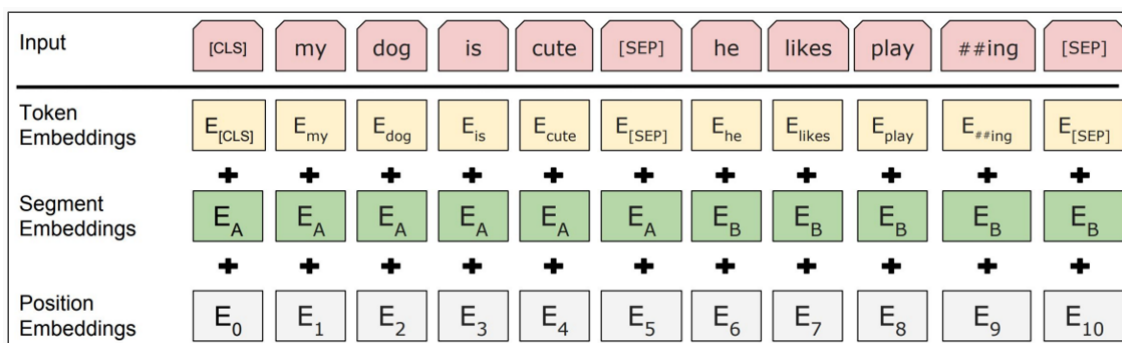 Input [CLS] my dog is cute [SEP] he likes play ##ing [SEP]
Token Embeddings E[CLS] Emy Edog Eis Ecute E[SEP] Ehe Elikes Eplay E##ing E[SEP]
+ + + + + + + + + + +
Segment Embeddings EA EA EA EA EA EA EB EB EB EB EB
+ + + + + + + + + + +
Position Embeddings E0 E1 E2 E3 E4 E5 E6 E7 E8 E9 E10